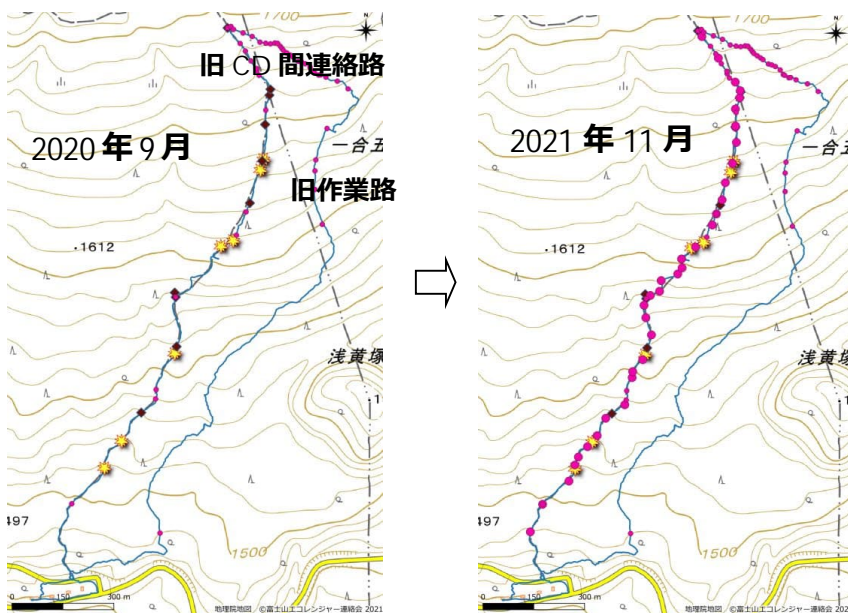 1700
旧 CD 間連絡路
2020 年 9 月
一合五
旧作業路
・1612
浅黄塚
・1
497
1500
0 150 300 m
地理院地図 ©富士山エコレンジャー連絡会 2021
1700
N
2021 年 11 月
一合五
・1612
浅黄塚
・1
497
1500
0 150 300 m
地理院地図 ©富士山エコレンジャー連絡会 202